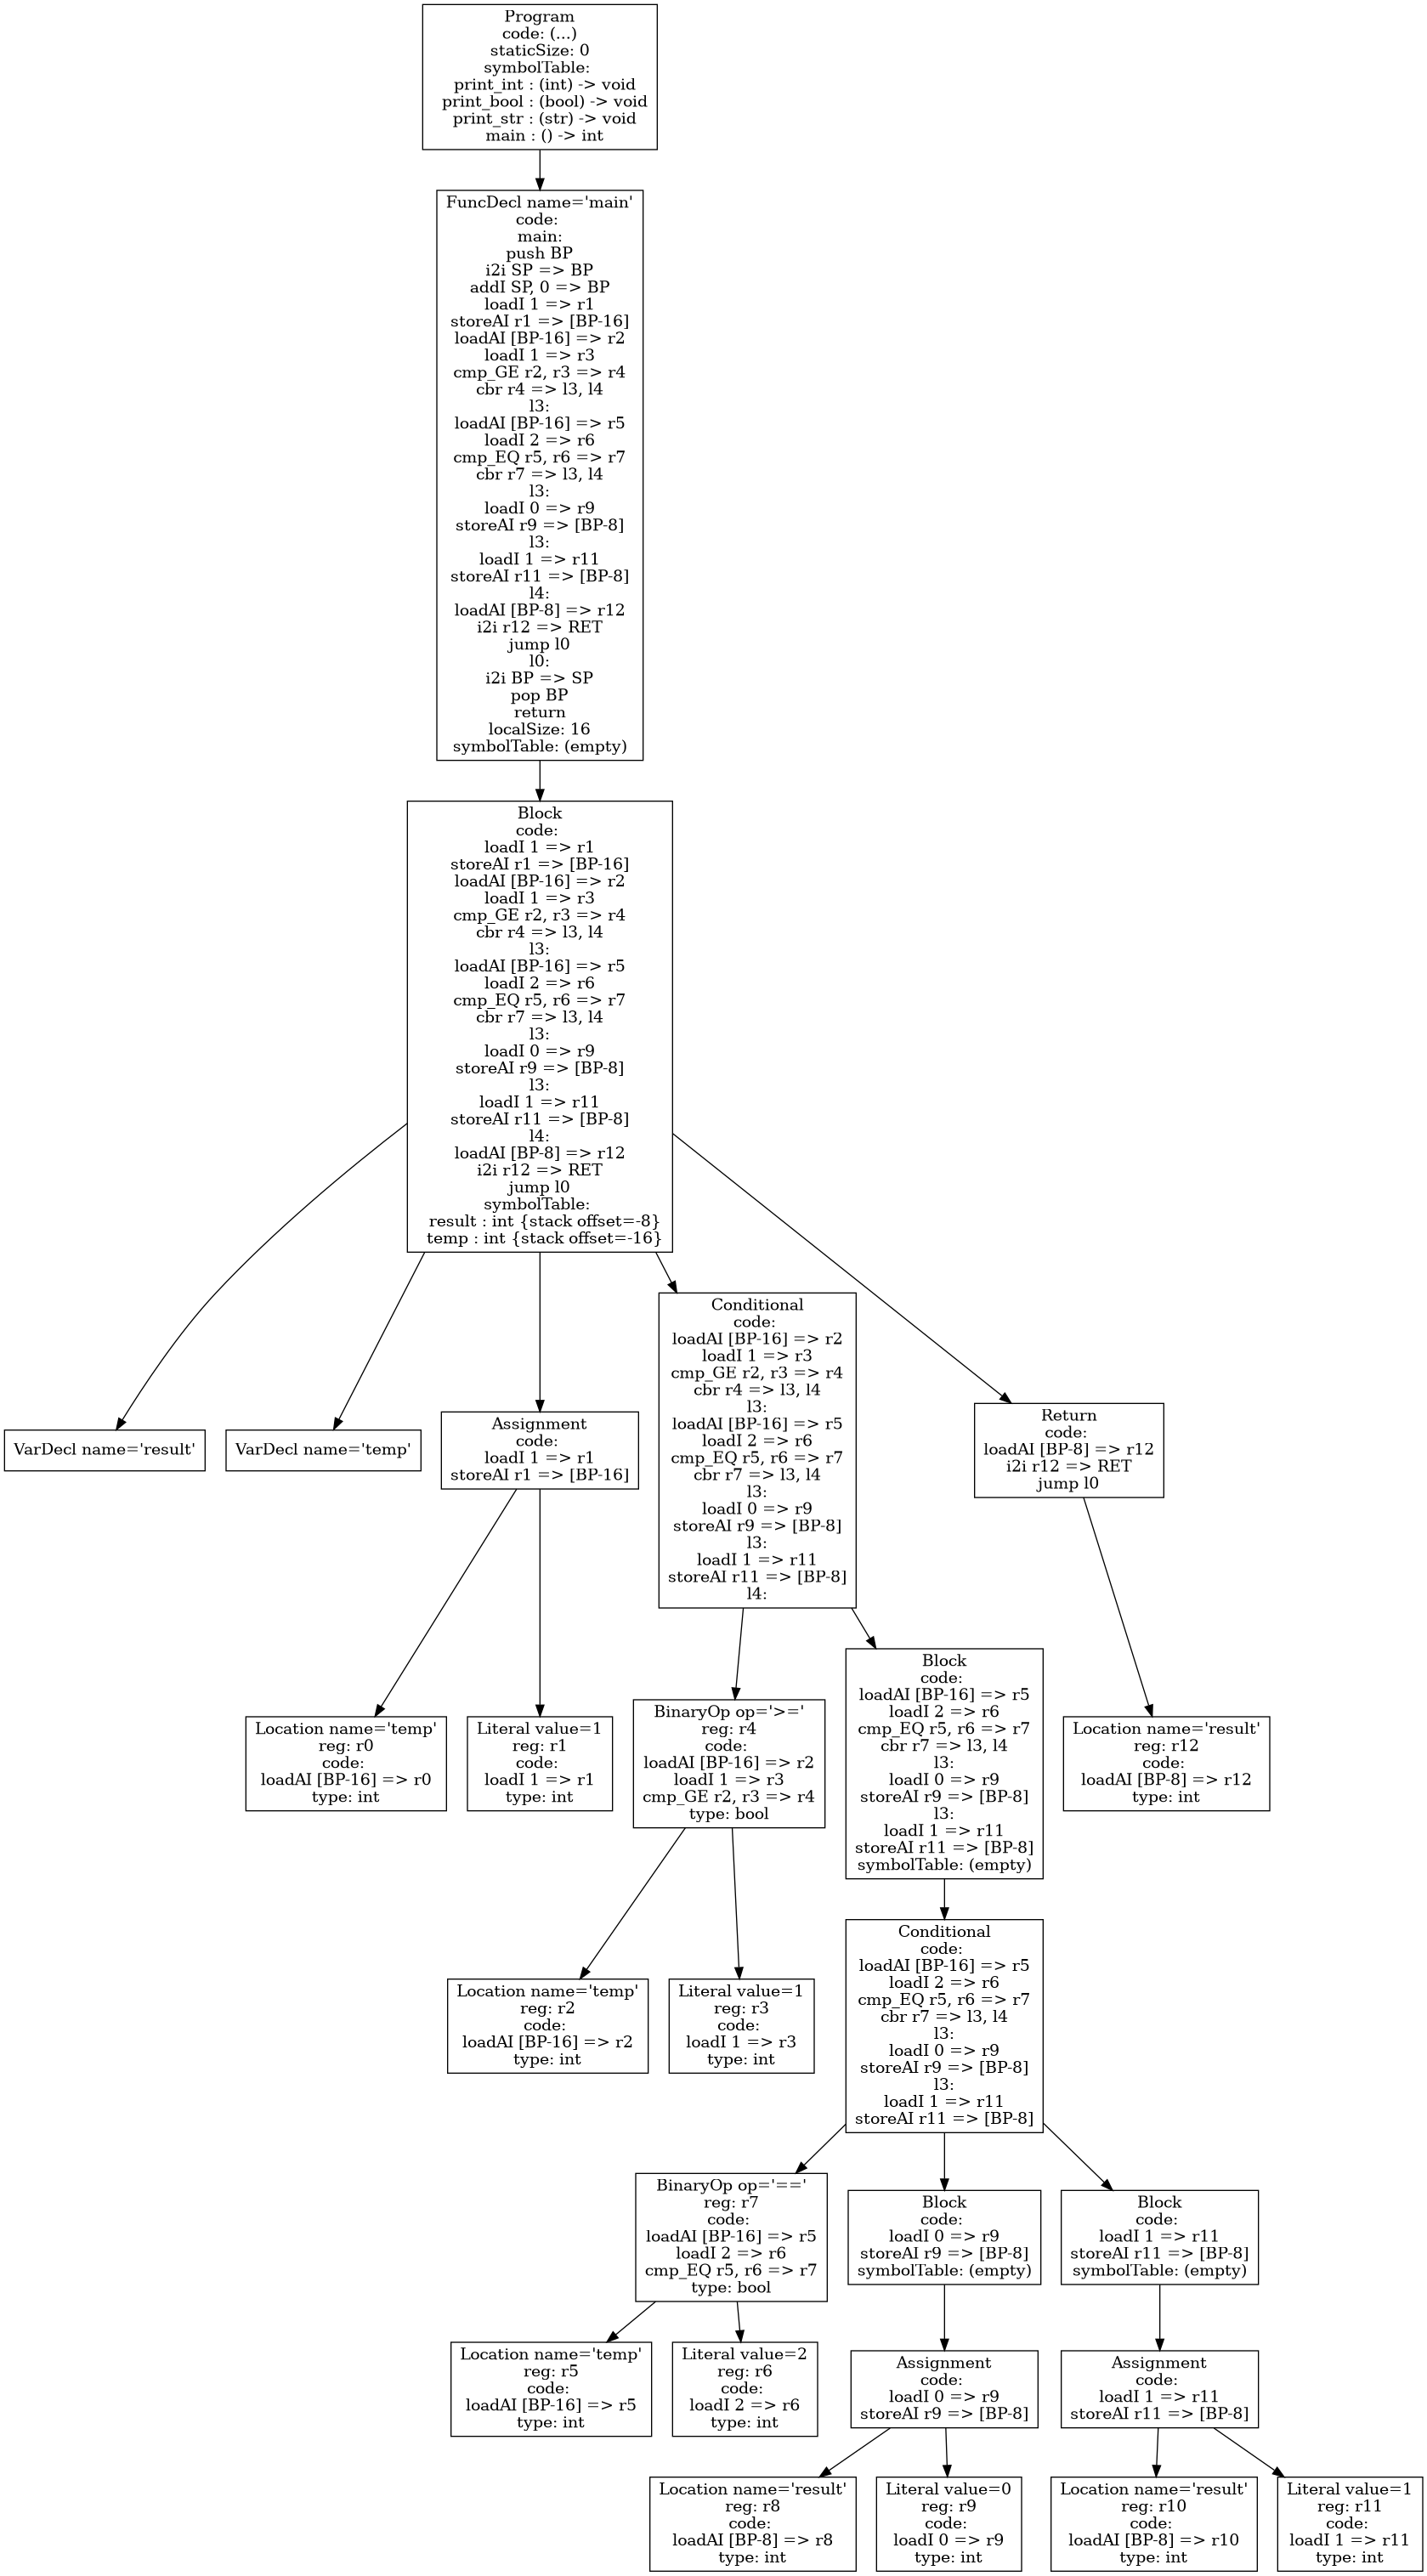 Program
code: (...)
staticSize: 0
symbolTable:
print_int : (int) -> void
print_bool : (bool) -> void
print_str : (str) -> void
main : () -> int
FuncDecl name='main'
code:
main:
push BP
i2i SP => BP
addI SP, 0 => BP
loadI 1 => r1
storeAI r1 => [BP-16]
loadAI [BP-16] => r2
loadI 1 => r3
cmp_GE r2, r3 => r4
cbr r4 => l3, l4
l3:
loadAI [BP-16] => r5
loadI 2 => r6
cmp_EQ r5, r6 => r7
cbr r7 => l3, l4
l3:
loadI 0 => r9
storeAI r9 => [BP-8]
l3:
loadI 1 => r11
storeAI r11 => [BP-8]
l4:
loadAI [BP-8] => r12
i2i r12 => RET
jump l0
l0:
i2i BP => SP
pop BP
return
localSize: 16
symbolTable: (empty)
Block
code:
loadI 1 => r1
storeAI r1 => [BP-16]
loadAI [BP-16] => r2
loadI 1 => r3
cmp_GE r2, r3 => r4
cbr r4 => l3, l4
l3:
loadAI [BP-16] => r5
loadI 2 => r6
cmp_EQ r5, r6 => r7
cbr r7 => l3, l4
l3:
loadI 0 => r9
storeAI r9 => [BP-8]
l3:
loadI 1 => r11
storeAI r11 => [BP-8]
l4:
loadAI [BP-8] => r12
i2i r12 => RET
jump l0
symbolTable:
result : int {stack offset=-8}
temp : int {stack offset=-16}
VarDecl name='result'
VarDecl name='temp'
Assignment
code:
loadI 1 => r1
storeAI r1 => [BP-16]
Conditional
code:
loadAI [BP-16] => r2
loadI 1 => r3
cmp_GE r2, r3 => r4
cbr r4 => l3, l4
l3:
loadAI [BP-16] => r5
loadI 2 => r6
cmp_EQ r5, r6 => r7
cbr r7 => l3, l4
l3:
loadI 0 => r9
storeAI r9 => [BP-8]
l3:
loadI 1 => r11
storeAI r11 => [BP-8]
l4:
Return
code:
loadAI [BP-8] => r12
i2i r12 => RET
jump l0
Location name='temp'
reg: r0
code:
loadAI [BP-16] => r0
type: int
Literal value=1
reg: r1
code:
loadI 1 => r1
type: int
BinaryOp op='>='
reg: r4
code:
loadAI [BP-16] => r2
loadI 1 => r3
cmp_GE r2, r3 => r4
type: bool
Block
code:
loadAI [BP-16] => r5
loadI 2 => r6
cmp_EQ r5, r6 => r7
cbr r7 => l3, l4
l3:
loadI 0 => r9
storeAI r9 => [BP-8]
l3:
loadI 1 => r11
storeAI r11 => [BP-8]
symbolTable: (empty)
Location name='result'
reg: r12
code:
loadAI [BP-8] => r12
type: int
Location name='temp'
reg: r2
code:
loadAI [BP-16] => r2
type: int
Literal value=1
reg: r3
code:
loadI 1 => r3
type: int
Conditional
code:
loadAI [BP-16] => r5
loadI 2 => r6
cmp_EQ r5, r6 => r7
cbr r7 => l3, l4
l3:
loadI 0 => r9
storeAI r9 => [BP-8]
l3:
loadI 1 => r11
storeAI r11 => [BP-8]
BinaryOp op='=='
reg: r7
code:
loadAI [BP-16] => r5
loadI 2 => r6
cmp_EQ r5, r6 => r7
type: bool
Block
code:
loadI 0 => r9
storeAI r9 => [BP-8]
symbolTable: (empty)
Block
code:
loadI 1 => r11
storeAI r11 => [BP-8]
symbolTable: (empty)
Location name='temp'
reg: r5
code:
loadAI [BP-16] => r5
type: int
Literal value=2
reg: r6
code:
loadI 2 => r6
type: int
Assignment
code:
loadI 0 => r9
storeAI r9 => [BP-8]
Assignment
code:
loadI 1 => r11
storeAI r11 => [BP-8]
Location name='result'
reg: r8
code:
loadAI [BP-8] => r8
type: int
Literal value=0
reg: r9
code:
loadI 0 => r9
type: int
Location name='result'
reg: r10
code:
loadAI [BP-8] => r10
type: int
Literal value=1
reg: r11
code:
loadI 1 => r11
type: int